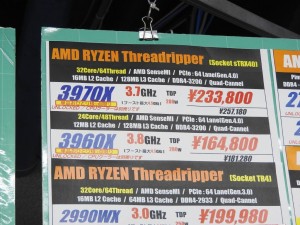 AMD RYZEN Threadripper (Socket sTRX40)
32Core/64Thread / AMD SenseMi / PCIe : 64 Lane(Gen.4.0)
16MB L2 Cache / 128MB L3 Cache / DDR4-3200 / Quad-Cannel
3970X 3.7GHz TDP ¥233,800
¥257,180
24Core/48Thread / AMD SenseMi / PCIe : 64 Lane(Gen.4.0)
12MB L2 Cache / 128MB L3 Cache / DDR4-3200 / Quad-Cannel
3960X 3.8GHz TDP ¥164,800
¥181,280
AMD RYZEN Threadripper (Socket TR4)
32Core/64Thread / AMD SenseMi / PCIe : 64 Lane(Gen.3.0)
16MB L2 Cache / 64MB L3 Cache / DDR4-2933 / Quad-Cannel
2990WX 3.0GHz TDP ¥199,980